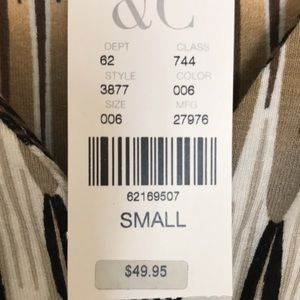 &C
DEPT CLASS
62 744
STYLE COLOR
3877 006
SIZE MFG
006 27976
62169507
SMALL
$49.95